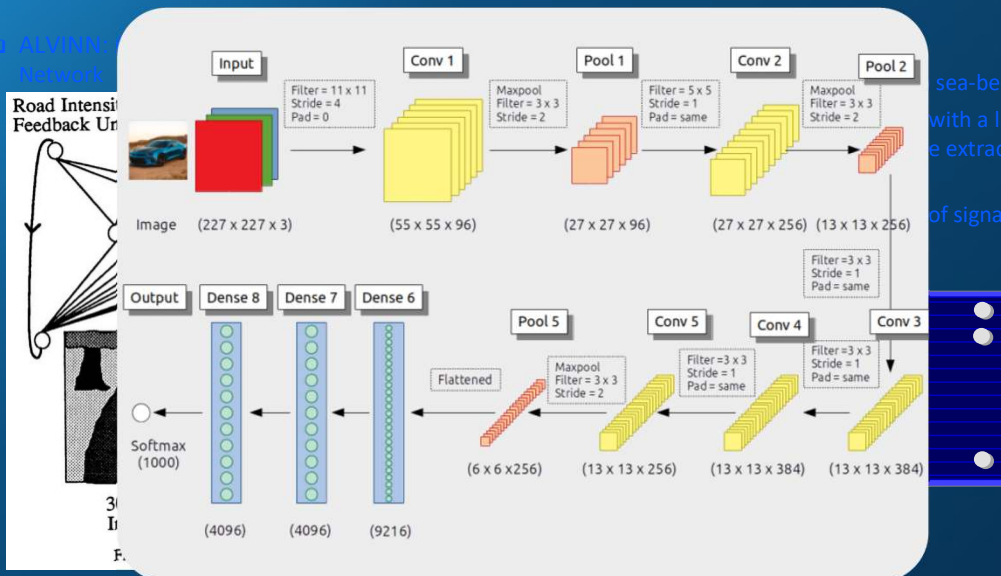 ALVINN:
Network
Road Intensi
Feedback Un
Input
Conv 1
Pool 1
Conv 2
Pool 2
Filter = 11 x 11
Stride = 4
Pad = 0
Maxpool
Filter = 3 x 3
Stride = 2
Filter = 5 x 5
Stride = 1
Pad = same
Maxpool
Filter = 3 x 3
Stride = 2
sea-be
with a l
e extrac
of signa
Image
(227 x 227 x 3)
(55 x 55 x 96)
(27 x 27 x 96)
(27 x 27 x 256)
(13 x 13 x 256)
Filter =3 x 3
Stride = 1
Pad = same
Output
Dense 8
Dense 7
Dense 6
Pool 5
Conv 5
Conv 4
Conv 3
Flattened
Maxpool
Filter = 3 x 3
Stride = 2
Filter =3 x 3
Stride = 1
Pad = same
Filter =3 x 3
Stride = 1
Pad = same
Softmax
(1000)
(6 x 6 x256)
(13 x 13 x 256)
(13 x 13 x 384)
(13 x 13 x 384)
(4096)
(4096)
(9216)
30
I
F